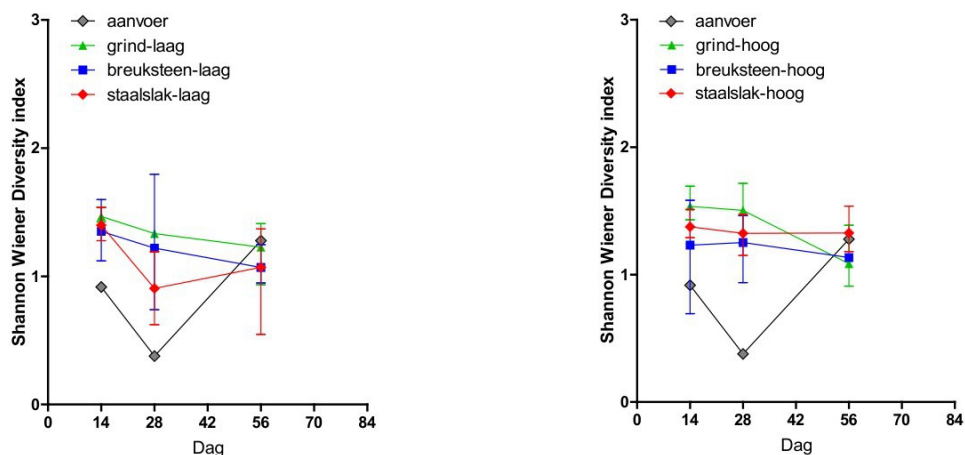 Shannon Wiener Diversity index
3
2
1
0
aanvoer
grind-laag
breuksteen-laag
staalslak-laag
0 14 28 42 56 70 84
Dag
Shannon Wiener Diversity index
3
2
1
0
aanvoer
grind-hoog
breuksteen-hoog
staalslak-hoog
0 14 28 42 56 70 84
Dag